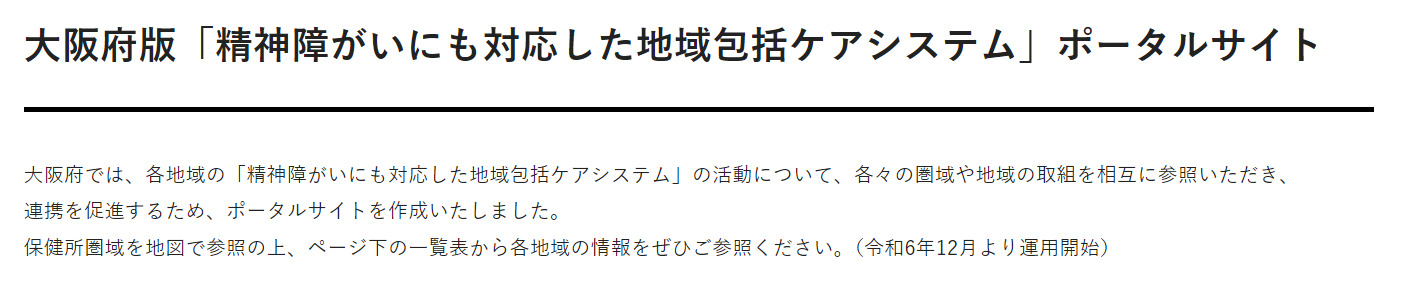 大阪府版「精神障がいにも対応した地域包括ケアシステム」ポータルサイト
大阪府では、各地域の「精神障がいにも対応した地域包括ケアシステム」の活動について、各々の圏域や地域の取組を相互に参照いただき、
連携を促進するため、ポータルサイトを作成いたしました。
保健所圏域を地図で参照の上、ページ下の一覧表から各地域の情報をぜひご参照ください。（令和6年12月より運用開始）